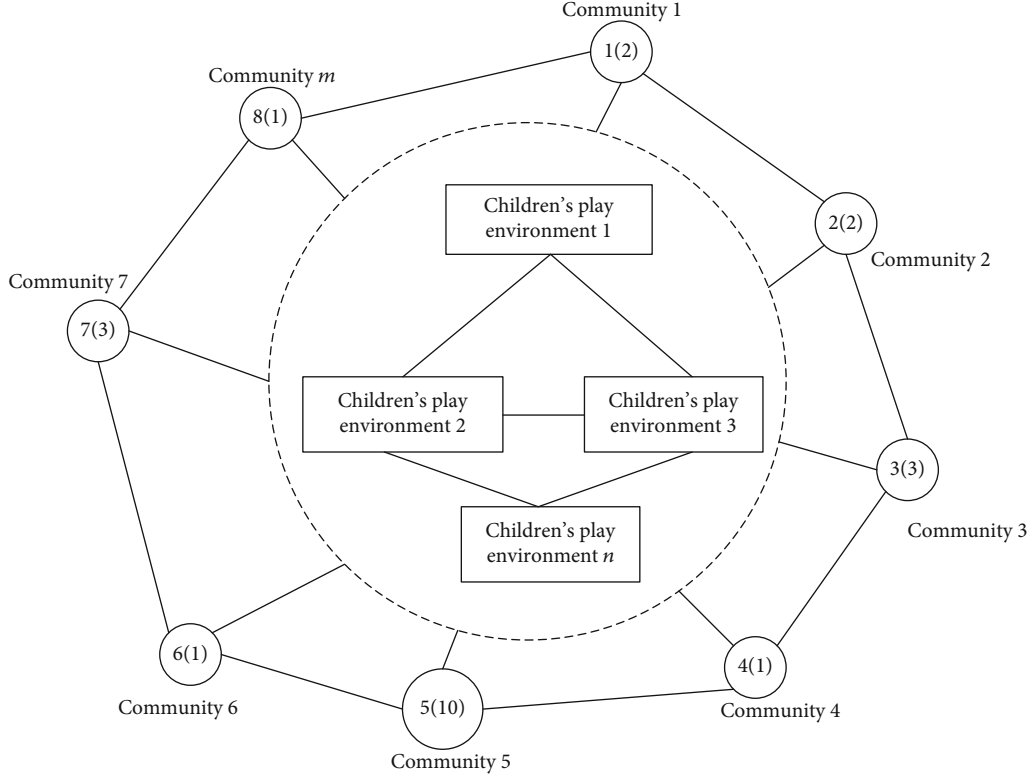 Community 1
1(2)
Community m
8(1)
Children's play
environment 1
2(2)
Community 2
Community 7
7(3)
Children's play
environment 2
Children's play
environment 3
3(3)
Community 3
Children's play
environment n
6(1)
4(1)
Community 6
5(10)
Community 4
Community 5